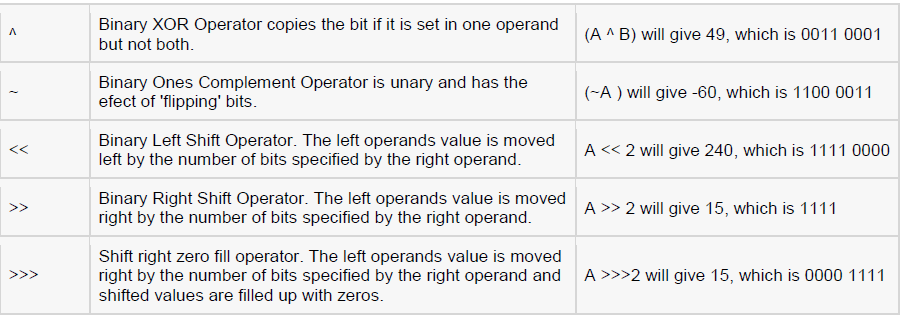 ^
Binary XOR Operator copies the bit if it is set in one operand
but not both.
(A ^ B) will give 49, which is 0011 0001
~
Binary Ones Complement Operator is unary and has the
efect of 'flipping' bits.
(~A ) will give -60, which is 1100 0011
<<
Binary Left Shift Operator. The left operands value is moved
left by the number of bits specified by the right operand.
A << 2 will give 240, which is 1111 0000
>>
Binary Right Shift Operator. The left operands value is moved
right by the number of bits specified by the right operand.
A >> 2 will give 15, which is 1111
>>>
Shift right zero fill operator. The left operands value is moved
right by the number of bits specified by the right operand and
shifted values are filled up with zeros.
A >>>2 will give 15, which is 0000 1111